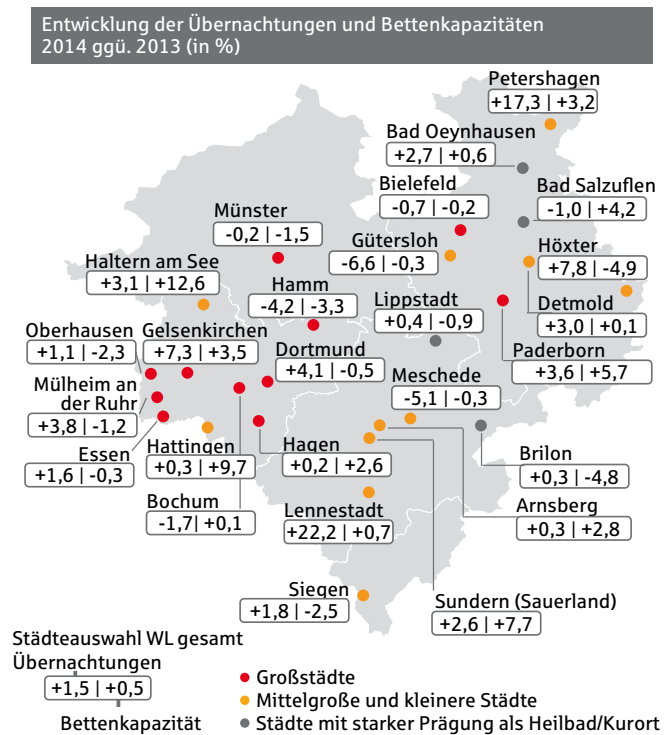 Entwicklung der Übernachtungen und Bettenkapazitäten
2014 ggü. 2013 (in %)
Petershagen
+17,3 | +3,2
Bad Oeynhausen
+2,7 | +0,6
Bielefeld
-0,7 | -0,2
Bad Salzuflen
-1,0 | +4,2
Münster
-0,2 | -1,5
Gütersloh
-6,6 | -0,3
Höxter
+7,8 | -4,9
Haltern am See
+3,1 | +12,6
Hamm
-4,2 | -3,3
Lippstadt
+0,4 | -0,9
Detmold
+3,0 | +0,1
Oberhausen
+1,1 | -2,3
Gelsenkirchen
+7,3 | +3,5
Dortmund
+4,1 | -0,5
Paderborn
+3,6 | +5,7
Mülheim an
der Ruhr
+3,8 | -1,2
Meschede
-5,1 | -0,3
Essen
+1,6 | -0,3
Hattingen
+0,3 | +9,7
Hagen
+0,2 | +2,6
Brilon
+0,3 | -4,8
Bochum
-1,7| +0,1
Lennestadt
+22,2 | +0,7
Arnsberg
+0,3 | +2,8
Siegen
+1,8 | -2,5
Sundern (Sauerland)
+2,6 | +7,7
Städteauswahl WL gesamt
Übernachtungen
+1,5 | +0,5
Bettenkapazität
Großstädte
Mittelgroße und kleinere Städte
Städte mit starker Prägung als Heilbad/Kurort